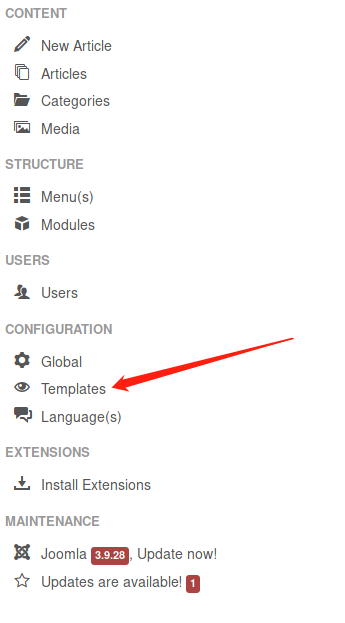 CONTENT
New Article
Articles
Categories
Media
STRUCTURE
Menu(s)
Modules
USERS
Users
CONFIGURATION
Global
Templates
Language(s)
EXTENSIONS
Install Extensions
MAINTENANCE
Joomla 3.9.28, Update now!
Updates are available! 1